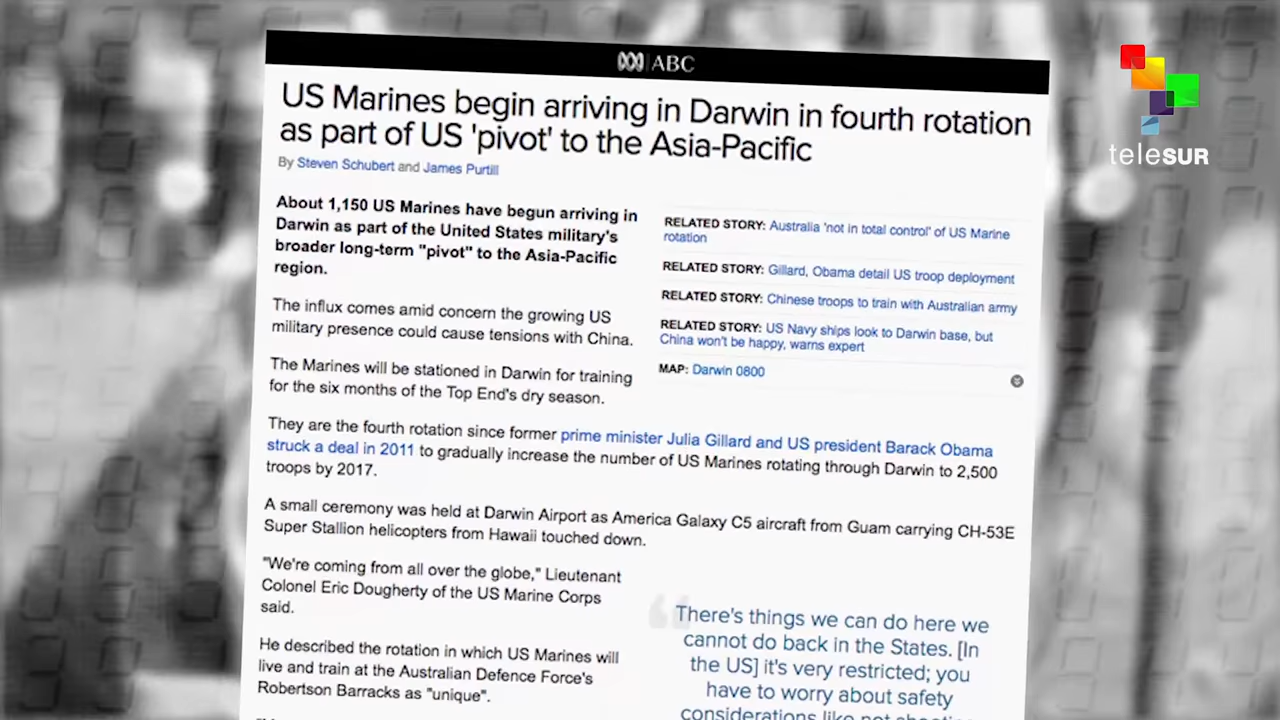 ABC
teleSUR
US Marines begin arriving in Darwin in fourth rotation
as part of US 'pivot' to the Asia-Pacific
By Steven Schubert and James Purtill
About 1,150 US Marines have begun arriving in
Darwin as part of the United States military's
broader long-term "pivot" to the Asia-Pacific
region.
RELATED STORY: Australia 'not in total control' of US Marine
rotation
RELATED STORY: Gillard, Obama detail US troop deployment
RELATED STORY: Chinese troops to train with Australian army
RELATED STORY: US Navy ships look to Darwin base, but
China won't be happy, warns expert
MAP: Darwin 0800
The influx comes amid concern the growing US
military presence could cause tensions with China.
The Marines will be stationed in Darwin for training
for the six months of the Top End's dry season.
They are the fourth rotation since former prime minister Julia Gillard and US president Barack Obama
struck a deal in 2011 to gradually increase the number of US Marines rotating through Darwin to 2,500
troops by 2017.
A small ceremony was held at Darwin Airport as America Galaxy C5 aircraft from Guam carrying CH-53E
Super Stallion helicopters from Hawaii touched down.
"We're coming from all over the globe," Lieutenant
Colonel Eric Dougherty of the US Marine Corps
said.
He described the rotation in which US Marines will
live and train at the Australian Defence Force's
Robertson Barracks as "unique".
There's things we can do here we
cannot do back in the States. [In
the US] it's very restricted; you
have to worry about safety
considerations like not